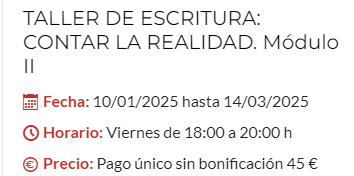 TALLER DE ESCRITURA:
CONTAR LA REALIDAD. Módulo
II
Fecha: 10/01/2025 hasta 14/03/2025
Horario: Viernes de 18:00 a 20:00 h
Precio: Pago único sin bonificación 45 €